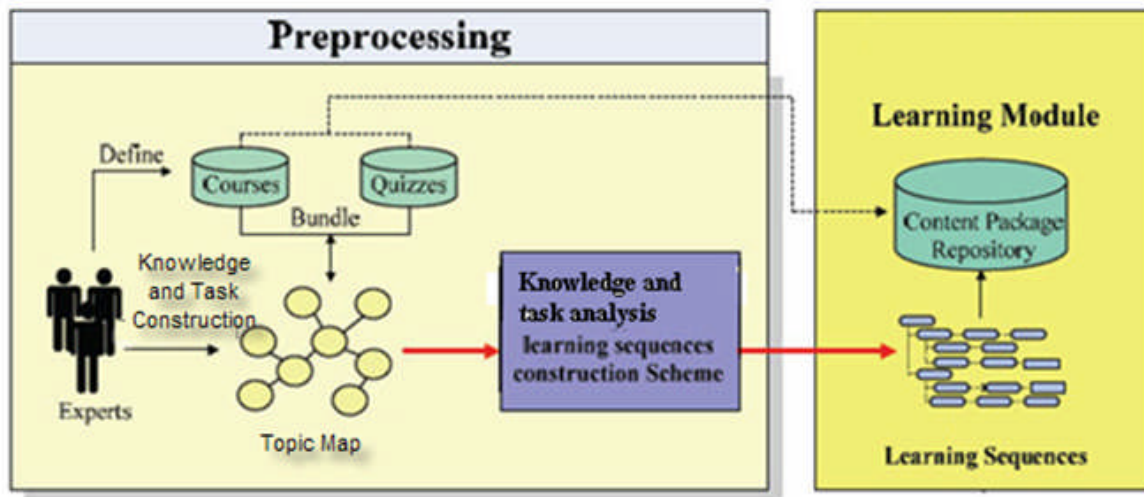 Preprocessing
Define
Courses
Quizzes
Bundle
Knowledge
and Task
Construction
Experts
Topic Map
Knowledge and
task analysis
learning sequences
construction Scheme
Learning Module
Content Package
Repository
Learning Sequences